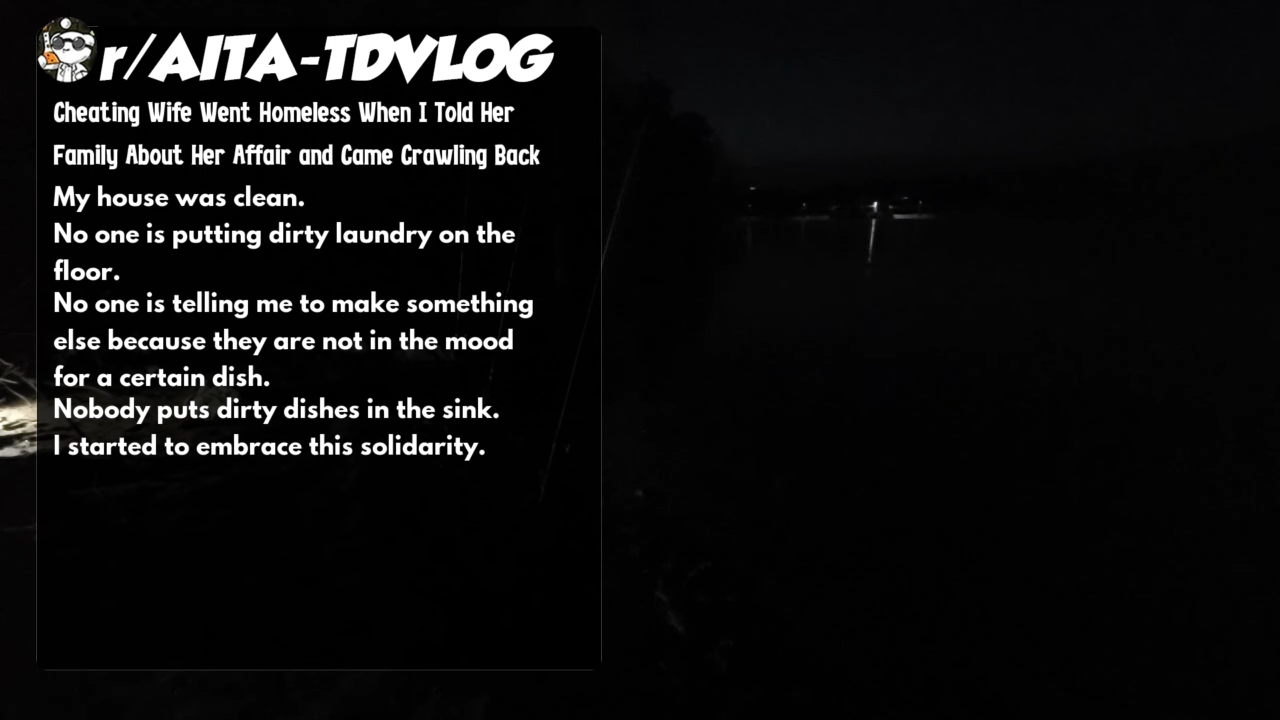 r/AITA-TDVLOG
Cheating Wife Went Homeless When I Told Her
Family About Her Affair and Came Crawling Back
My house was clean.
No one is putting dirty laundry on the
floor.
No one is telling me to make something
else because they are not in the mood
for a certain dish.
Nobody puts dirty dishes in the sink.
I started to embrace this solidarity.